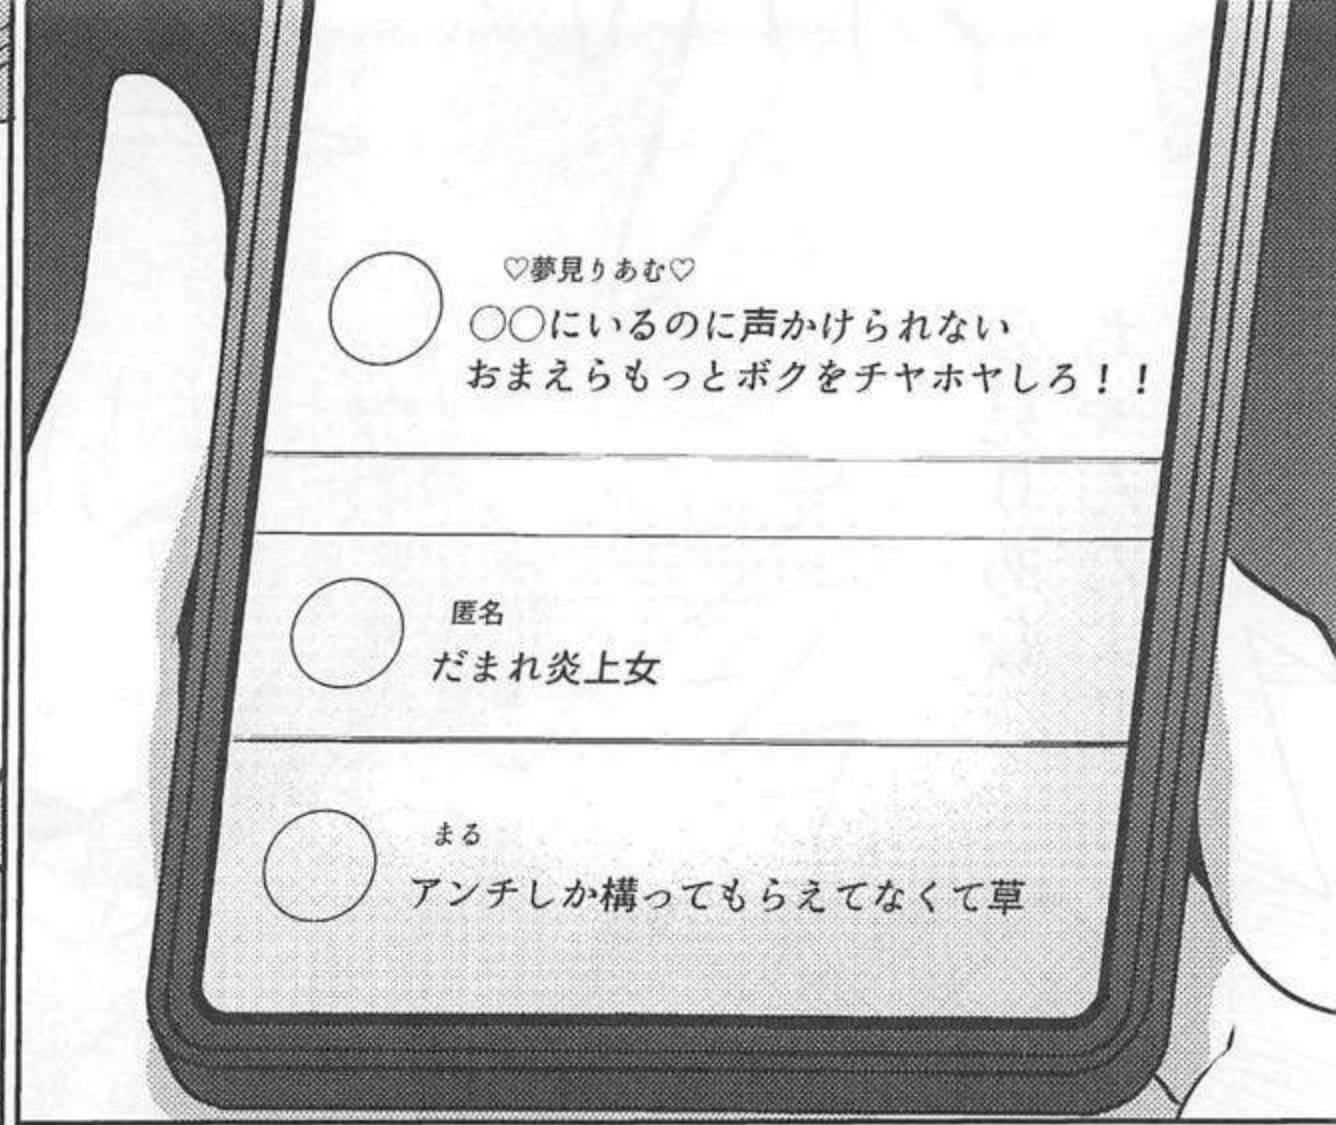 ♡夢見りあむ♡
○○にいるのに声かけられない
おまえらもっとボクをチヤホヤしろ！！
匿名
だまれ炎上女
まる
アンチしか構ってもらえてなくて草